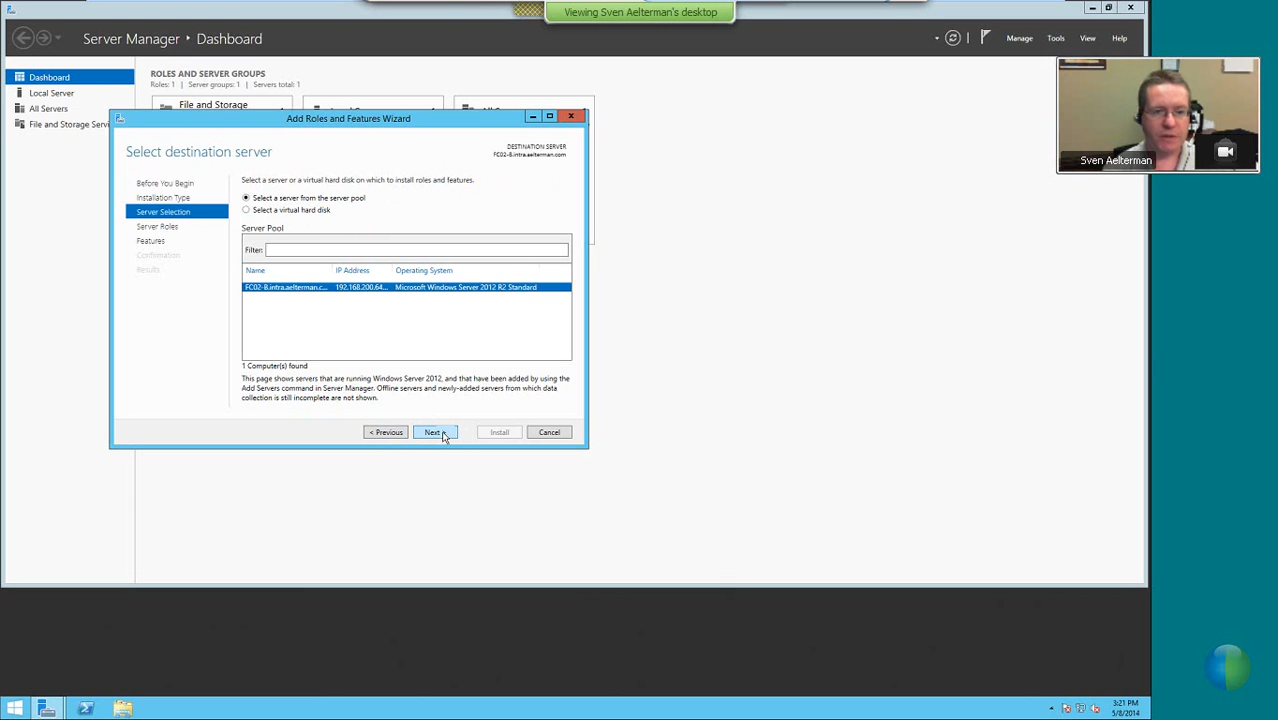 Viewing Sven Aelterman's desktop
Server Manager • Dashboard
Manage
Tools
View
Help
Dashboard
Local Server
All Servers
File and Storage Servi
ROLES AND SERVER GROUPS
Roles: 1 | Server groups: 1 | Servers total: 1
File and Storage
Add Roles and Features Wizard
Select destination server
DESTINATION SERVER
FC02-B.intra.aelterman.com
Before You Begin
Installation Type
Server Selection
Server Roles
Features
Confirmation
Results
Select a server or a virtual hard disk on which to install roles and features.
Select a server from the server pool
Select a virtual hard disk
Server Pool
Filter:
Name IP Address Operating System
FC02-B.intra.aelterman.c... 192.168.200.64... Microsoft Windows Server 2012 R2 Standard
1 Computer(s) found
This page shows servers that are running Windows Server 2012, and that have been added by using the
Add Servers command in Server Manager. Offline servers and newly-added servers from which data
collection is still incomplete are not shown.
< Previous
Next
Install
Cancel
Sven Aelterman
3:21 PM
5/8/2014